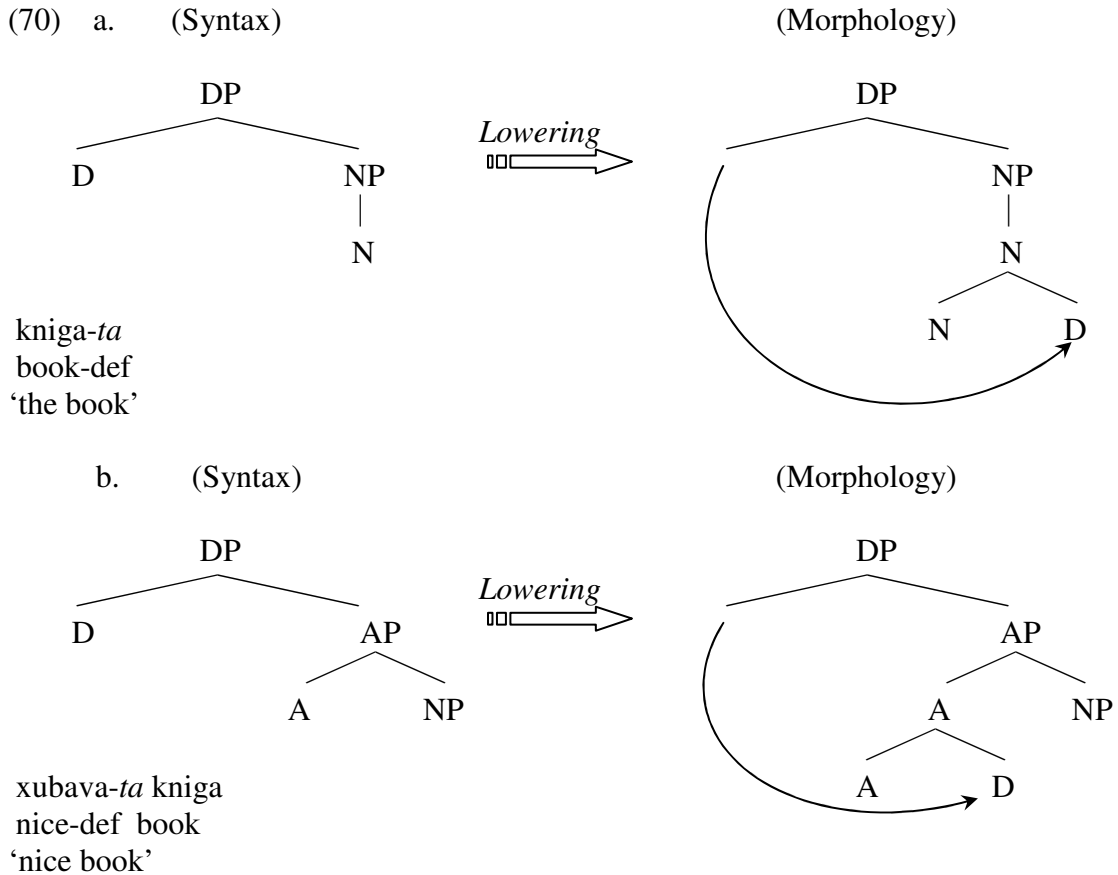 (70) a. (Syntax) (Morphology)
DP DP
Lowering
D NP NP
N N
N D
kniga-ta
book-def
‘the book’
b. (Syntax) (Morphology)
DP DP
Lowering
D AP AP
A NP A NP
A D
xubava-ta kniga
nice-def book
‘nice book’